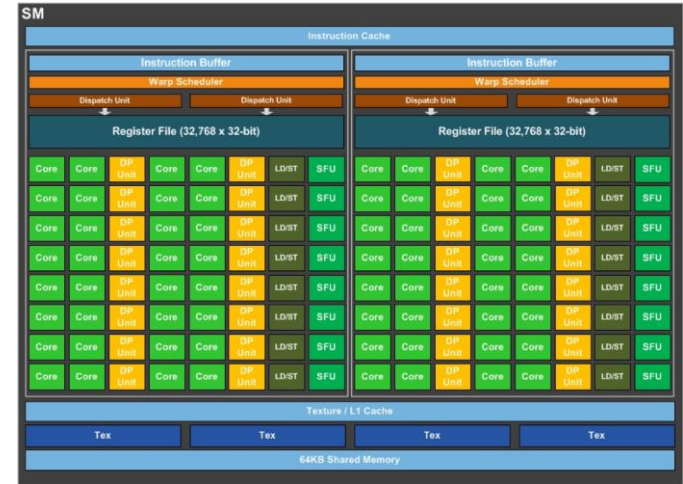 SM
Instruction Cache
Instruction Buffer Instruction Buffer
Warp Scheduler Warp Scheduler
Dispatch Unit Dispatch Unit Dispatch Unit Dispatch Unit
Register File (32,768 x 32-bit) Register File (32,768 x 32-bit)
Core Core DP Unit Core Core DP Unit LD/ST SFU Core Core DP Unit Core Core DP Unit LD/ST SFU
Core Core DP Unit Core Core DP Unit LD/ST SFU Core Core DP Unit Core Core DP Unit LD/ST SFU
Core Core DP Unit Core Core DP Unit LD/ST SFU Core Core DP Unit Core Core DP Unit LD/ST SFU
Core Core DP Unit Core Core DP Unit LD/ST SFU Core Core DP Unit Core Core DP Unit LD/ST SFU
Core Core DP Unit Core Core DP Unit LD/ST SFU Core Core DP Unit Core Core DP Unit LD/ST SFU
Core Core DP Unit Core Core DP Unit LD/ST SFU Core Core DP Unit Core Core DP Unit LD/ST SFU
Core Core DP Unit Core Core DP Unit LD/ST SFU Core Core DP Unit Core Core DP Unit LD/ST SFU
Core Core DP Unit Core Core DP Unit LD/ST SFU Core Core DP Unit Core Core DP Unit LD/ST SFU
Texture / L1 Cache
Tex Tex Tex Tex
64KB Shared Memory